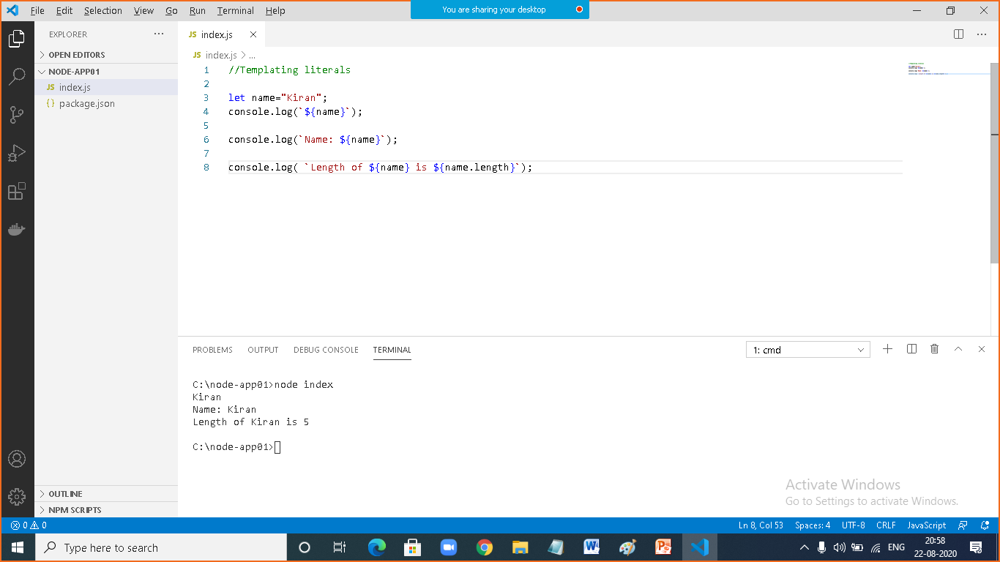 File Edit Selection View Go Run Terminal Help
You are sharing your desktop
EXPLORER
OPEN EDITORS
NODE-APP01
JS index.js
{} package.json
OUTLINE
NPM SCRIPTS
JS index.js
JS index.js > ...
1 //Templating literals
2
3 let name="Kiran";
4 console.log(`${name}`);
5
6 console.log(`Name: ${name}`);
7
8 console.log( `Length of ${name} is ${name.length}`);
PROBLEMS OUTPUT DEBUG CONSOLE TERMINAL
1: cmd
C:\node-app01>node index
Kiran
Name: Kiran
Length of Kiran is 5
C:\node-app01>
Activate Windows
Go to Settings to activate Windows.
0 0
Ln 8, Col 53 Spaces: 4 UTF-8 CRLF JavaScript
Type here to search
ENG
20:58
22-08-2020